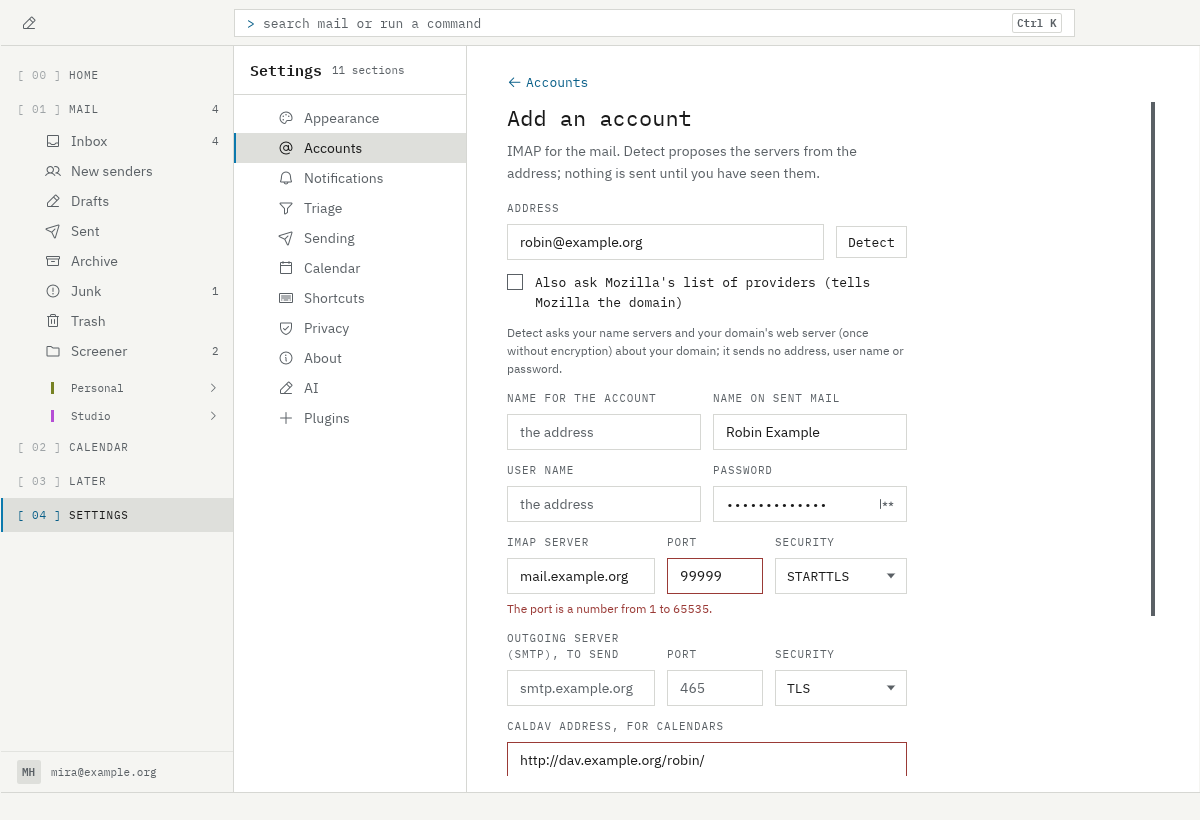 > search mail or run a command
Ctrl K
[ 00 ] HOME
[ 01 ] MAIL 4
Inbox 4
New senders
Drafts
Sent
Archive
Junk 1
Trash
Screener 2
Personal
Studio
[ 02 ] CALENDAR
[ 03 ] LATER
[ 04 ] SETTINGS
MH mira@example.org
Settings 11 sections
Appearance
Accounts
Notifications
Triage
Sending
Calendar
Shortcuts
Privacy
About
AI
Plugins
← Accounts
Add an account
IMAP for the mail. Detect proposes the servers from the
address; nothing is sent until you have seen them.
ADDRESS
robin@example.org Detect
Also ask Mozilla's list of providers (tells
Mozilla the domain)
Detect asks your name servers and your domain's web server (once
without encryption) about your domain; it sends no address, user name or
password.
NAME FOR THE ACCOUNT NAME ON SENT MAIL
the address Robin Example
USER NAME PASSWORD
the address ••••••••••••• |**
IMAP SERVER PORT SECURITY
mail.example.org 99999 STARTTLS
The port is a number from 1 to 65535.
OUTGOING SERVER
(SMTP), TO SEND PORT SECURITY
smtp.example.org 465 TLS
CALDAV ADDRESS, FOR CALENDARS
http://dav.example.org/robin/